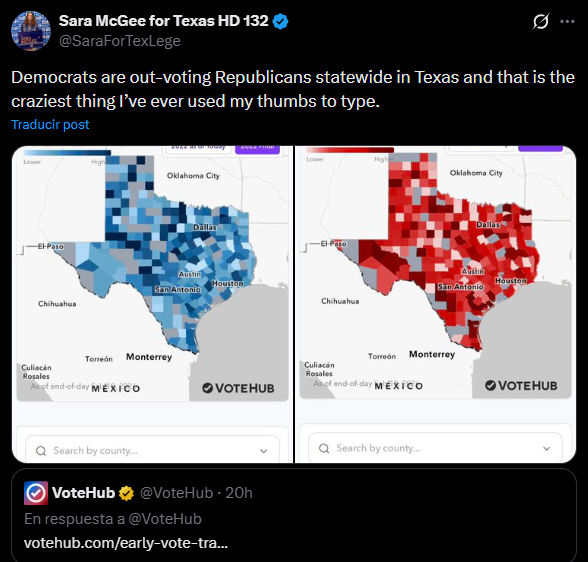 Sara McGee for Texas HD 132
@SaraForTexLege
Democrats are out-voting Republicans statewide in Texas and that is the
craziest thing I’ve ever used my thumbs to type.
Traducir post
2022 as of Today 2022 Final
Lower High
Oklahoma City
Dallas
El Paso
Austin
Houston
San Antonio
Chihuahua
Torreón
Monterrey
Culiacán
Rosales
As of end-of-day
MÉXICO
VOTEHUB
Search by county...
Lower High
Oklahoma City
Dallas
El Paso
Austin
Houston
San Antonio
Chihuahua
Torreón
Monterrey
Culiacán
Rosales
As of end-of-day
MÉXICO
VOTEHUB
Search by county...
VoteHub @VoteHub · 20h
En respuesta a @VoteHub
votehub.com/early-vote-tra...